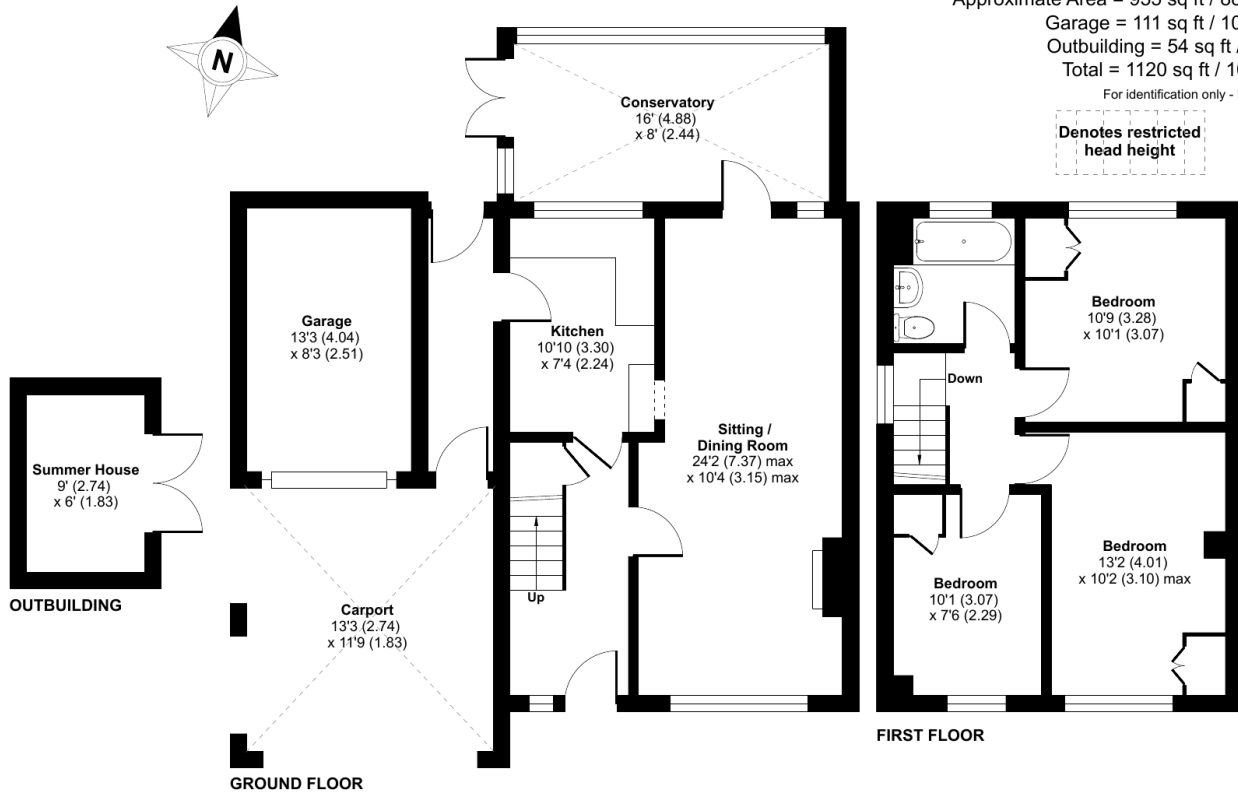 Approximate Area = 955 sq ft / 88
Garage = 111 sq ft / 10
Outbuilding = 54 sq ft /
Total = 1120 sq ft / 10
For identification only -
Denotes restricted
head height
N
Conservatory
16' (4.88)
x 8' (2.44)
Garage
13'3 (4.04)
x 8'3 (2.51)
Kitchen
10'10 (3.30)
x 7'4 (2.24)
Sitting /
Dining Room
24'2 (7.37) max
x 10'4 (3.15) max
Summer House
9' (2.74)
x 6' (1.83)
OUTBUILDING
Up
Carport
13'3 (2.74)
x 11'9 (1.83)
GROUND FLOOR
Bedroom
10'9 (3.28)
x 10'1 (3.07)
Down
Bedroom
13'2 (4.01)
x 10'2 (3.10) max
Bedroom
10'1 (3.07)
x 7'6 (2.29)
FIRST FLOOR